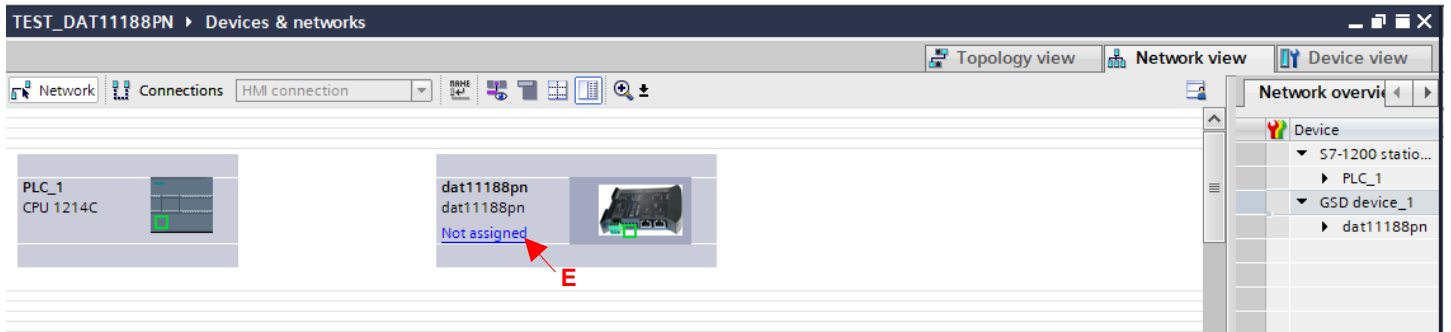 TEST_DAT11188PN ▸ Devices & networks
Topology view Network view Device view
Network Connections HMI connection
Network overvi
Device
S7-1200 statio...
PLC_1
GSD device_1
dat11188pn
PLC_1
CPU 1214C
dat11188pn
dat11188pn
Not assigned
E